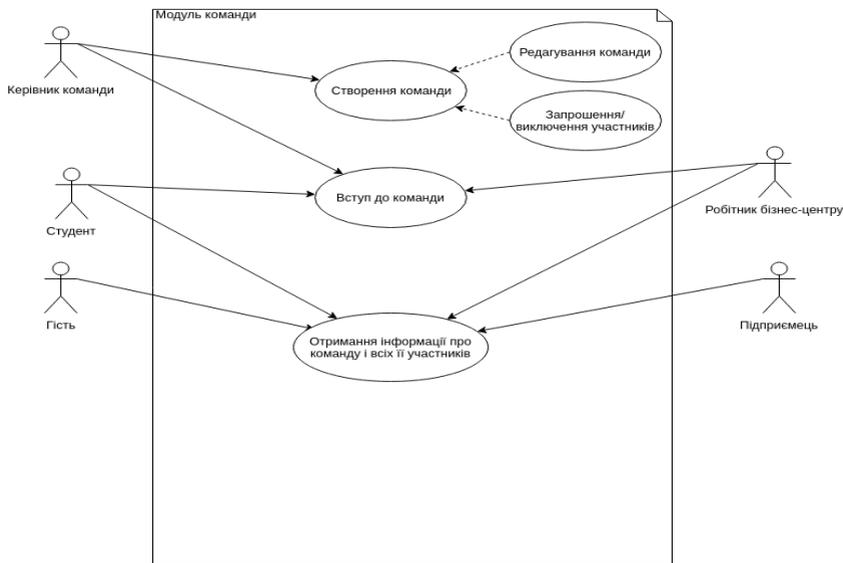 Модуль команди
Керівник команди
Створення команди
Редагування команди
Запрошення/
виключення участників
Студент
Вступ до команди
Робітник бізнес-центру
Гість
Отримання інформації про
команду і всіх її участників
Підприємець